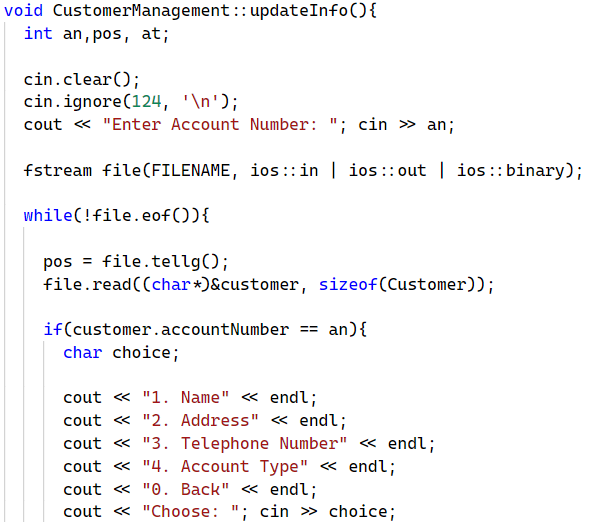 void CustomerManagement::updateInfo(){
int an,pos, at;
cin.clear();
cin.ignore(124, '\n');
cout << "Enter Account Number: "; cin >> an;
fstream file(FILENAME, ios::in | ios::out | ios::binary);
while(!file.eof()){
pos = file.tellg();
file.read((char*)&customer, sizeof(Customer));
if(customer.accountNumber == an){
char choice;
cout << "1. Name" << endl;
cout << "2. Address" << endl;
cout << "3. Telephone Number" << endl;
cout << "4. Account Type" << endl;
cout << "0. Back" << endl;
cout << "Choose: "; cin >> choice;